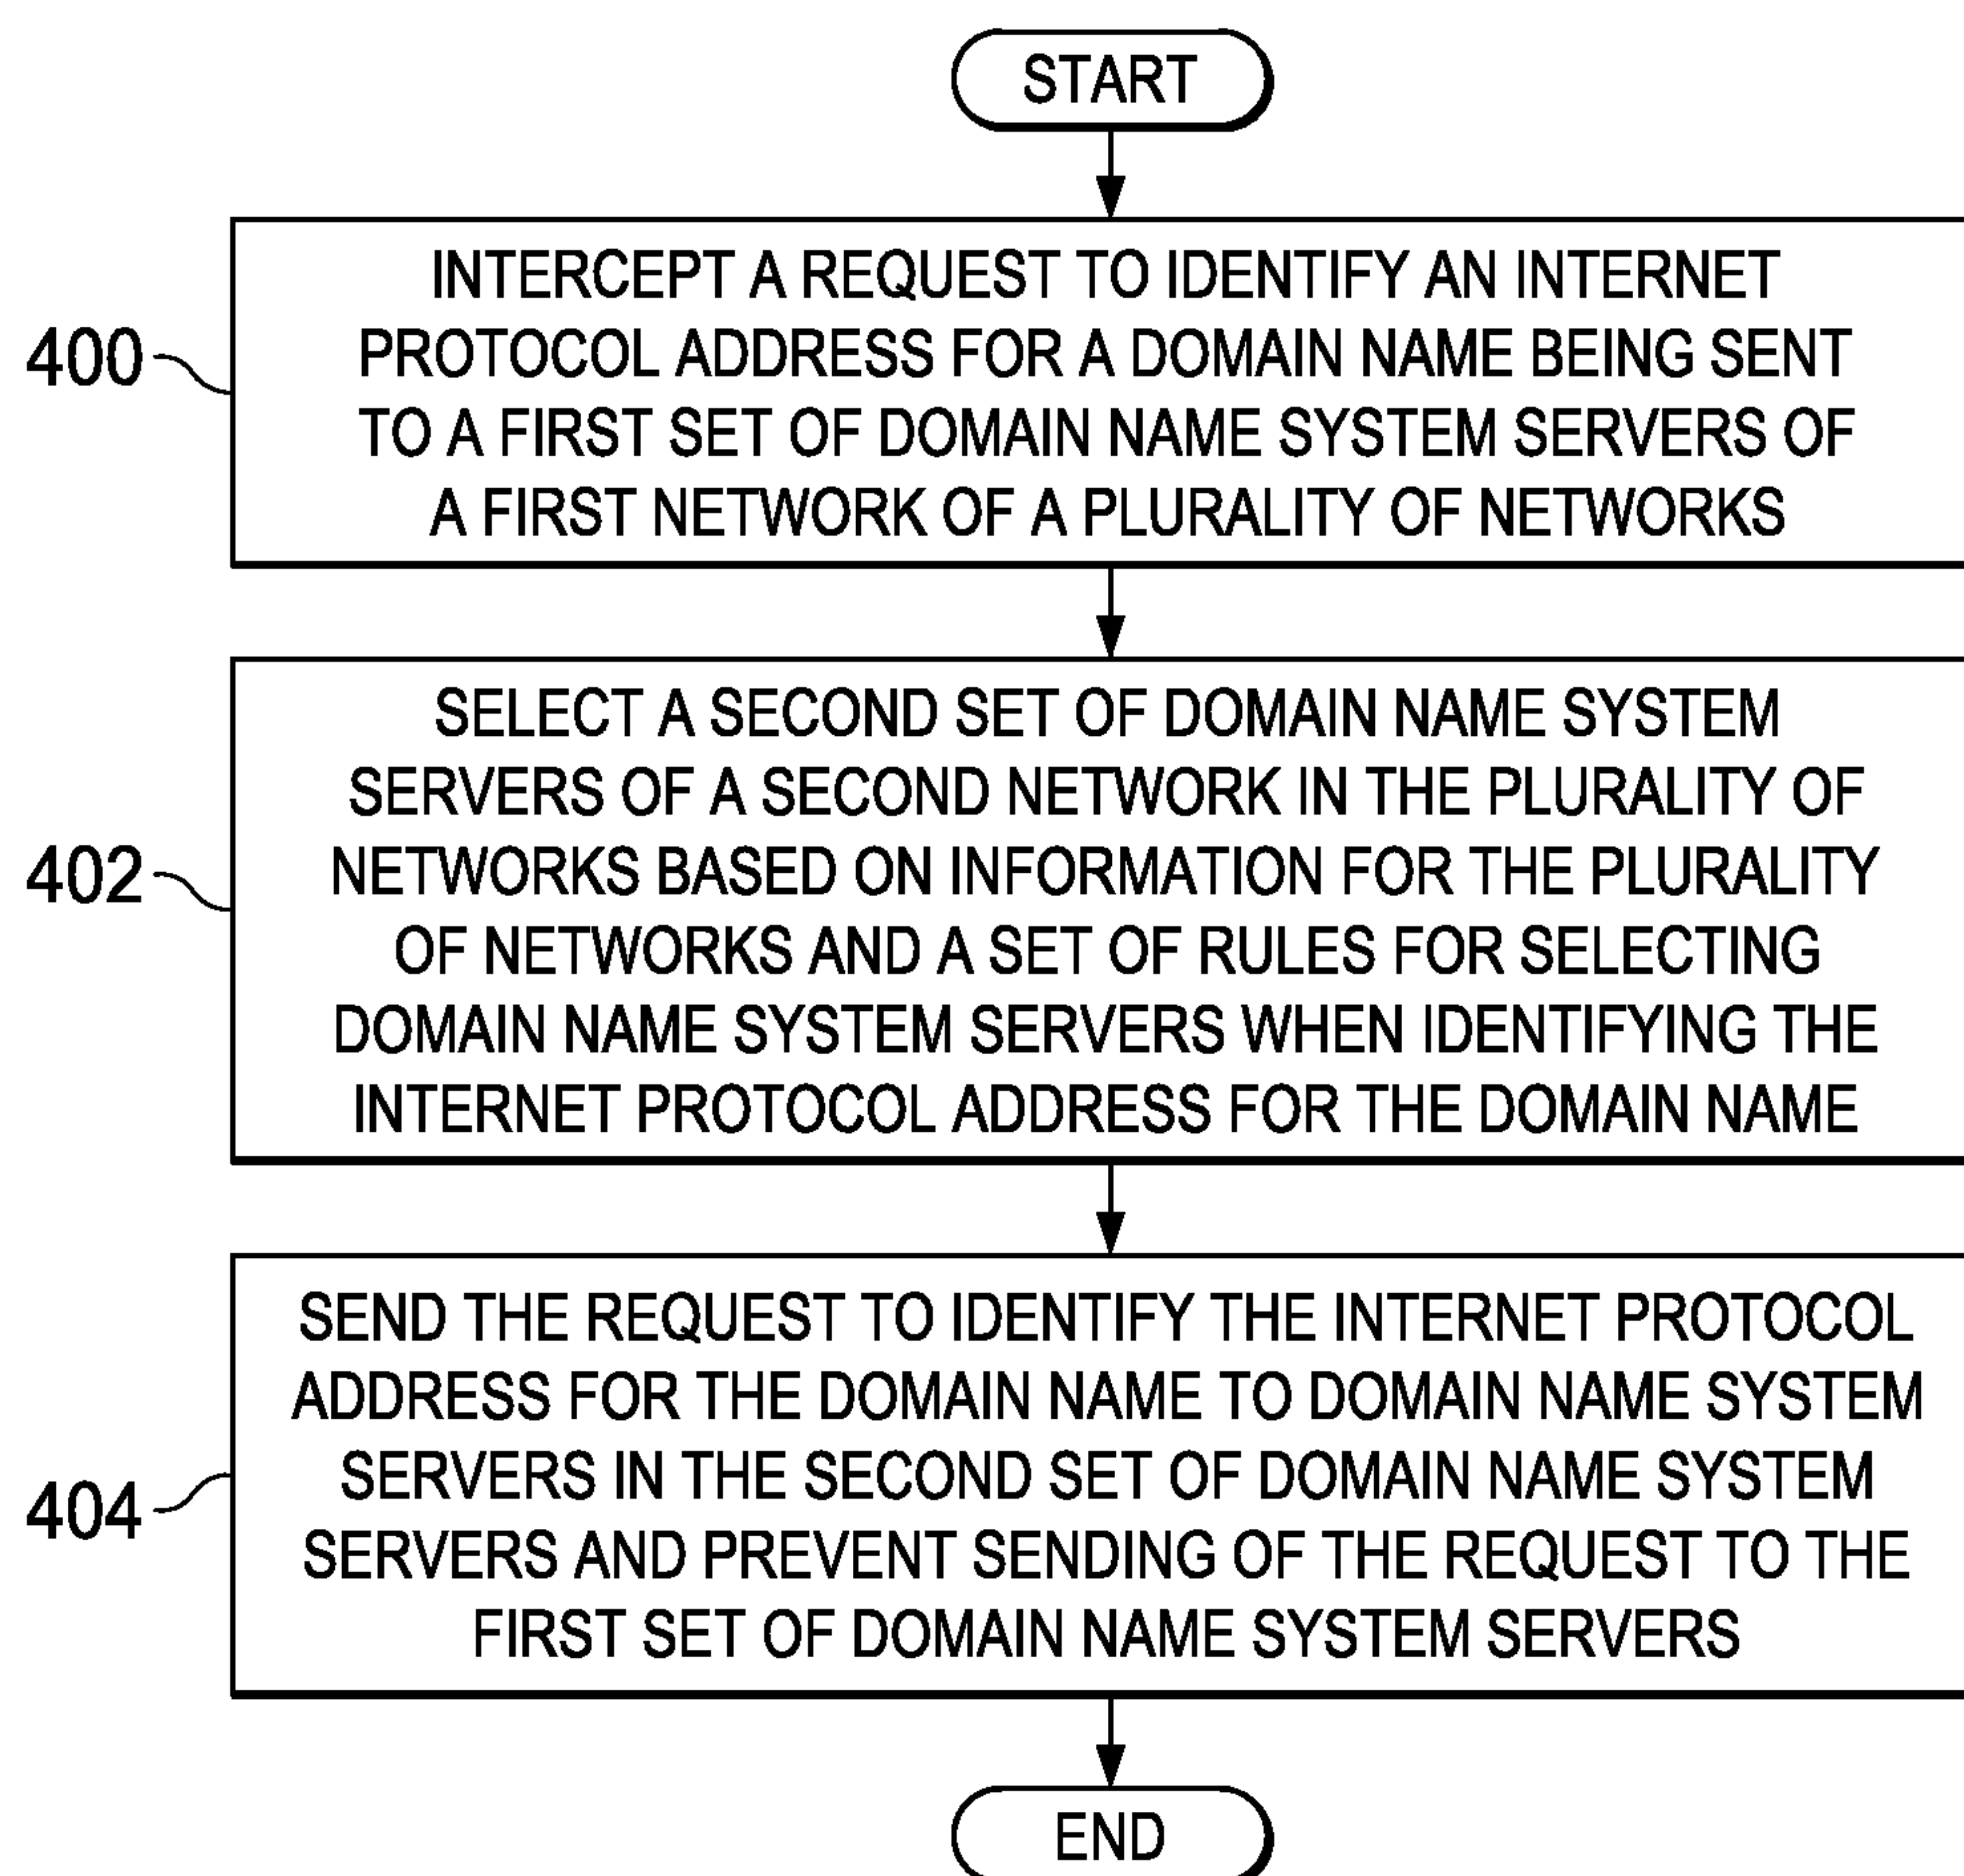 START
INTERCEPT A REQUEST TO IDENTIFY AN INTERNET
PROTOCOL ADDRESS FOR A DOMAIN NAME BEING SENT
TO A FIRST SET OF DOMAIN NAME SYSTEM SERVERS OF
A FIRST NETWORK OF A PLURALITY OF NETWORKS
400
SELECT A SECOND SET OF DOMAIN NAME SYSTEM
SERVERS OF A SECOND NETWORK IN THE PLURALITY OF
NETWORKS BASED ON INFORMATION FOR THE PLURALITY
OF NETWORKS AND A SET OF RULES FOR SELECTING
DOMAIN NAME SYSTEM SERVERS WHEN IDENTIFYING THE
INTERNET PROTOCOL ADDRESS FOR THE DOMAIN NAME
402
SEND THE REQUEST TO IDENTIFY THE INTERNET PROTOCOL
ADDRESS FOR THE DOMAIN NAME TO DOMAIN NAME SYSTEM
SERVERS IN THE SECOND SET OF DOMAIN NAME SYSTEM
SERVERS AND PREVENT SENDING OF THE REQUEST TO THE
FIRST SET OF DOMAIN NAME SYSTEM SERVERS
404
END